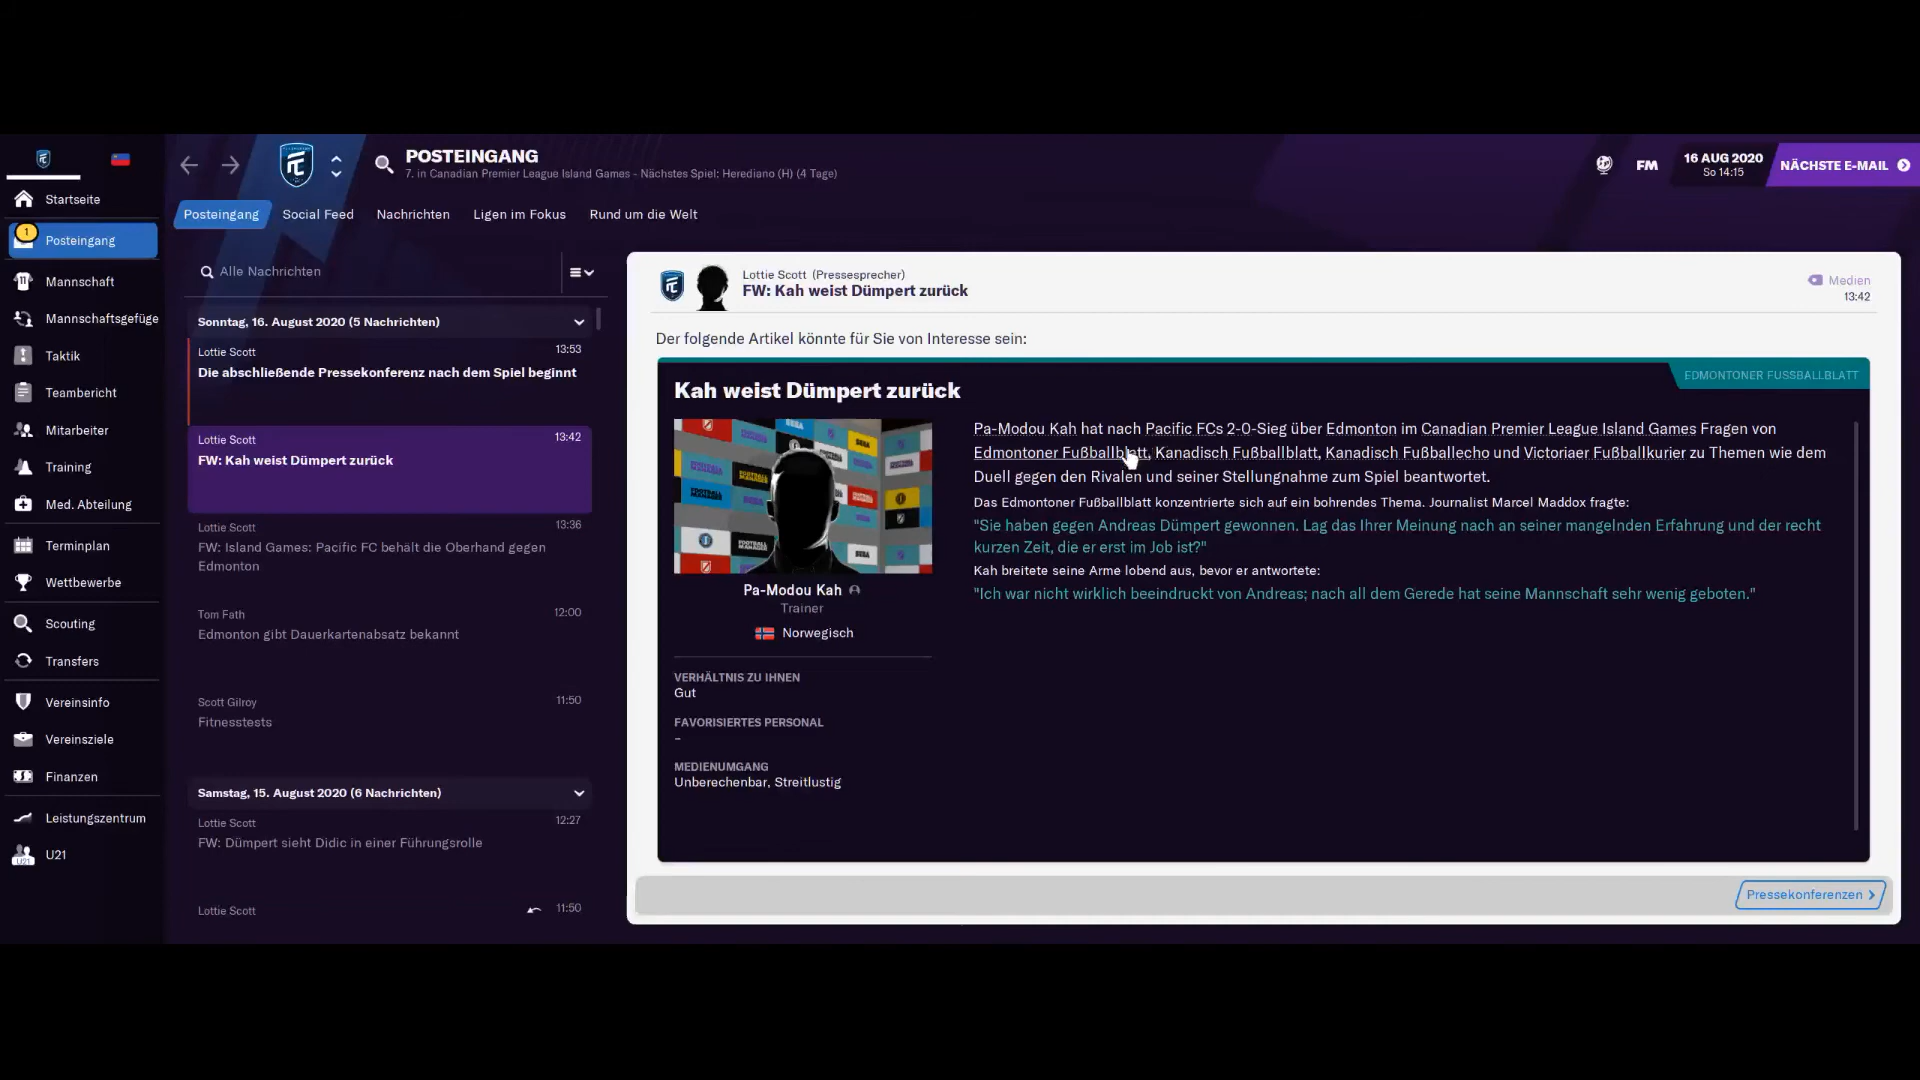 POSTEINGANG
7. in Canadian Premier League Island Games - Nächstes Spiel: Herediano (H) (4 Tage)
FM
16 AUG 2020
So 14:15
NÄCHSTE E-MAIL
Startseite
1
Posteingang
Mannschaft
Mannschaftsgefüge
Taktik
Teambericht
Mitarbeiter
Training
Med. Abteilung
Terminplan
Wettbewerbe
Scouting
Transfers
Vereinsinfo
Vereinsziele
Finanzen
Leistungszentrum
U21
Posteingang Social Feed Nachrichten Ligen im Fokus Rund um die Welt
Alle Nachrichten
Sonntag, 16. August 2020 (5 Nachrichten)
Lottie Scott 13:53
Die abschließende Pressekonferenz nach dem Spiel beginnt
Lottie Scott 13:42
FW: Kah weist Dümpert zurück
Lottie Scott 13:36
FW: Island Games: Pacific FC behält die Oberhand gegen
Edmonton
Tom Fath 12:00
Edmonton gibt Dauerkartenabsatz bekannt
Scott Gilroy 11:50
Fitnesstests
Samstag, 15. August 2020 (6 Nachrichten)
Lottie Scott 12:27
FW: Dümpert sieht Didic in einer Führungsrolle
Lottie Scott 11:50
Lottie Scott (Pressesprecher)
FW: Kah weist Dümpert zurück
Medien
13:42
Der folgende Artikel könnte für Sie von Interesse sein:
EDMONTONER FUSSBALLBLATT
Kah weist Dümpert zurück
Pa-Modou Kah
Trainer
Norwegisch
VERHÄLTNIS ZU IHNEN
Gut
FAVORISIERTES PERSONAL
-
MEDIENUMGANG
Unberechenbar, Streitlustig
Pa-Modou Kah hat nach Pacific FCs 2-0-Sieg über Edmonton im Canadian Premier League Island Games Fragen von
Edmontoner Fußballblatt, Kanadisch Fußballblatt, Kanadisch Fußballecho und Victoriaer Fußballkurier zu Themen wie dem
Duell gegen den Rivalen und seiner Stellungnahme zum Spiel beantwortet.
Das Edmontoner Fußballblatt konzentrierte sich auf ein bohrendes Thema. Journalist Marcel Maddox fragte:
"Sie haben gegen Andreas Dümpert gewonnen. Lag das Ihrer Meinung nach an seiner mangelnden Erfahrung und der recht
kurzen Zeit, die er erst im Job ist?"
Kah breitete seine Arme lobend aus, bevor er antwortete:
"Ich war nicht wirklich beeindruckt von Andreas; nach all dem Gerede hat seine Mannschaft sehr wenig geboten."
Pressekonferenzen